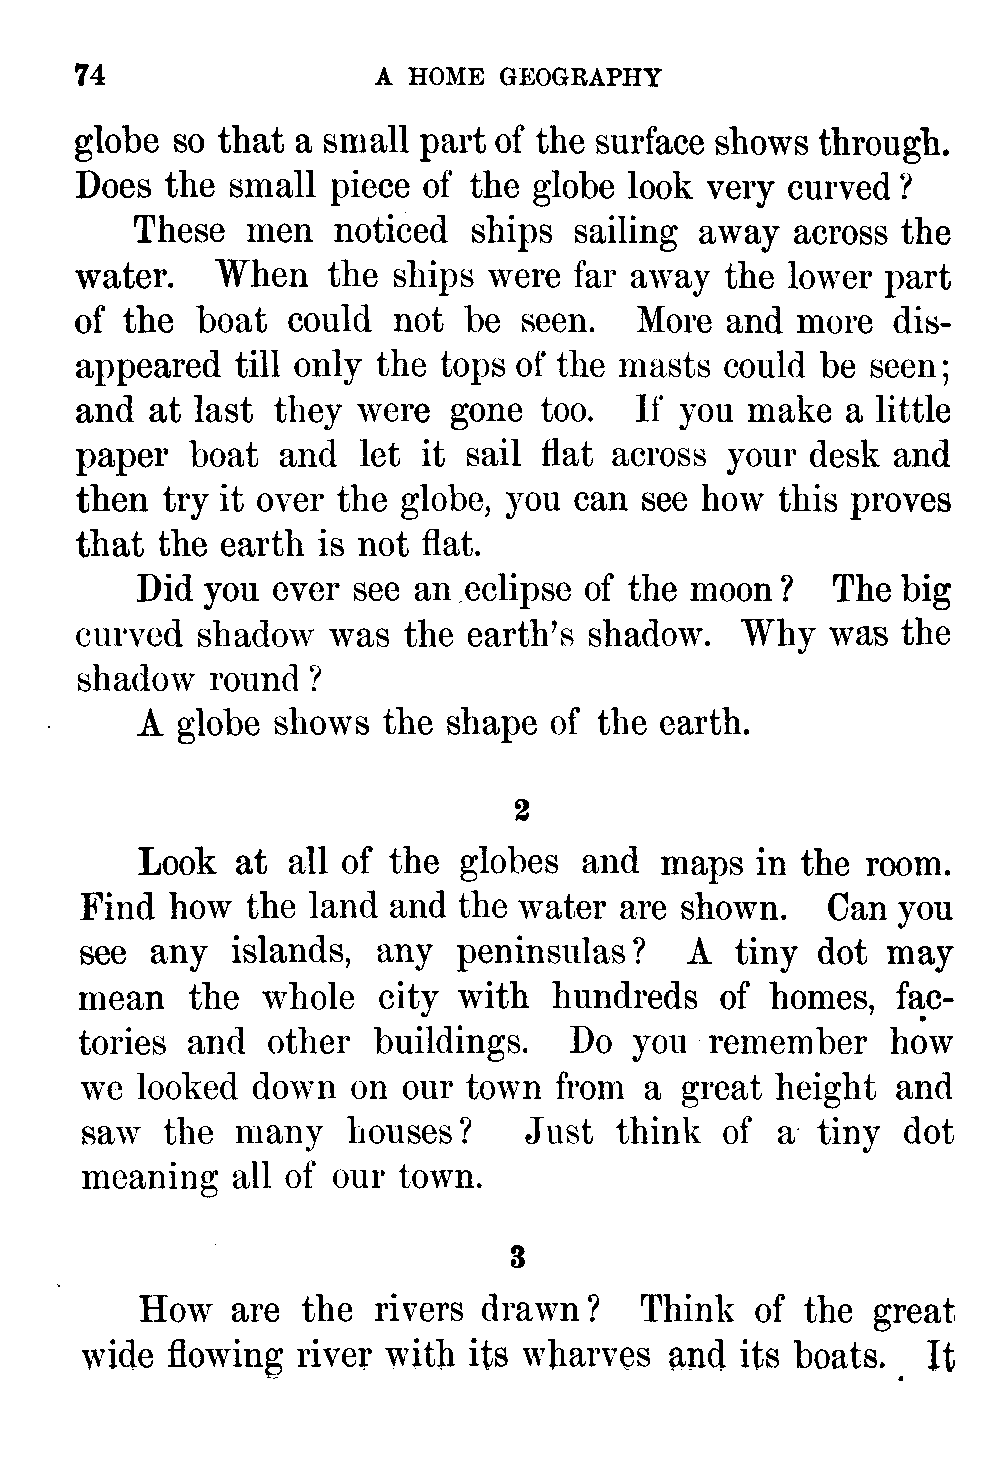 74 A HOME GEOGRAPHY
globe so that a small part of the surface shows through.
Does the small piece of the globe look very curved?
These men noticed ships sailing away across the
water. When the ships were far away the lower part
of the boat could not be seen. More and more dis-
appeared till only the tops of the masts could be seen;
and at last they were gone too. If you make a little
paper boat and let it sail flat across your desk and
then try it over the globe, you can see how this proves
that the earth is not flat.
Did you ever see an eclipse of the moon? The big
curved shadow was the earth's shadow. Why was the
shadow round?
A globe shows the shape of the earth.
2
Look at all of the globes and maps in the room.
Find how the land and the water are shown. Can you
see any islands, any peninsulas? A tiny dot may
mean the whole city with hundreds of homes, fac-
tories and other buildings. Do you remember how
we looked down on our town from a great height and
saw the many houses? Just think of a tiny dot
meaning all of our town.
3
How are the rivers drawn? Think of the great
wide flowing river with its wharves and its boats. It